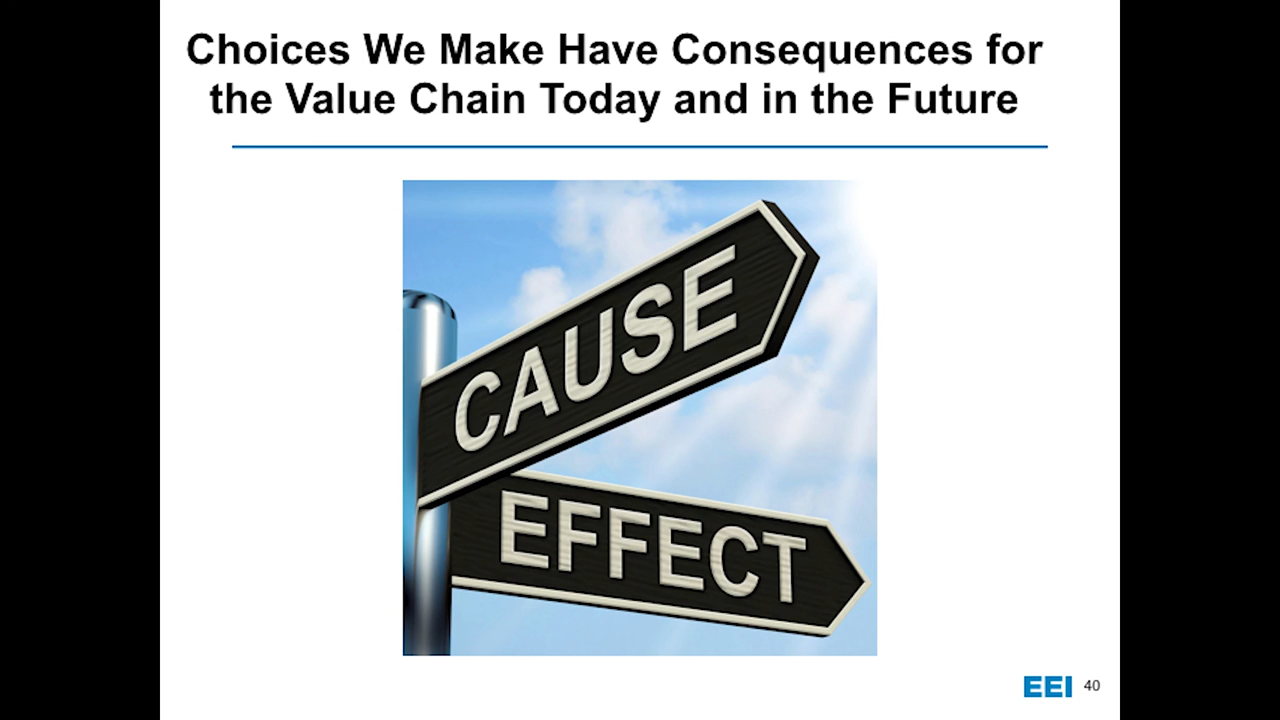 Choices We Make Have Consequences for
the Value Chain Today and in the Future
CAUSE
EFFECT
EEI 40